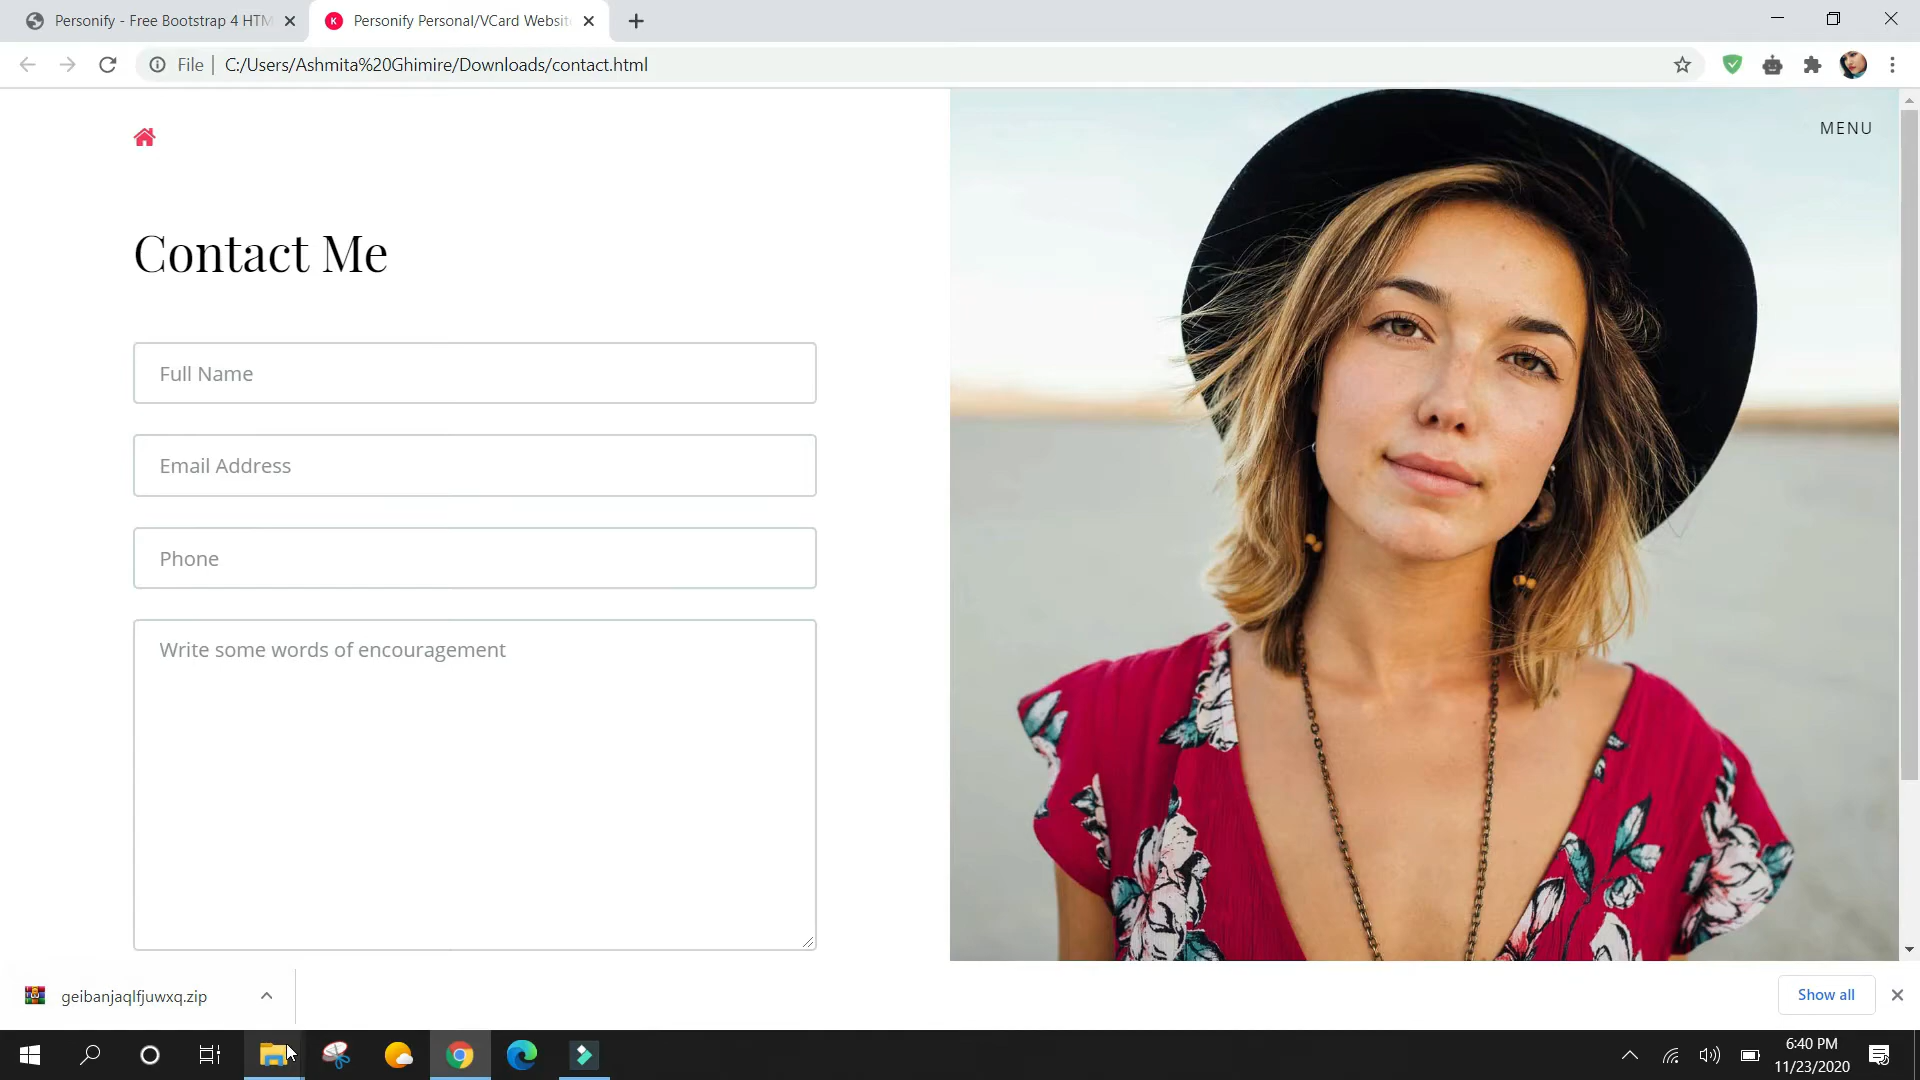 Personify - Free Bootstrap 4 HTM
K
Personify Personal/VCard Websit
File
C:/Users/Ashmita%20Ghimire/Downloads/contact.html
MENU
Contact Me
Full Name
Email Address
Phone
Write some words of encouragement
geibanjaqlfjuwxq.zip
Show all
6:40 PM
11/23/2020